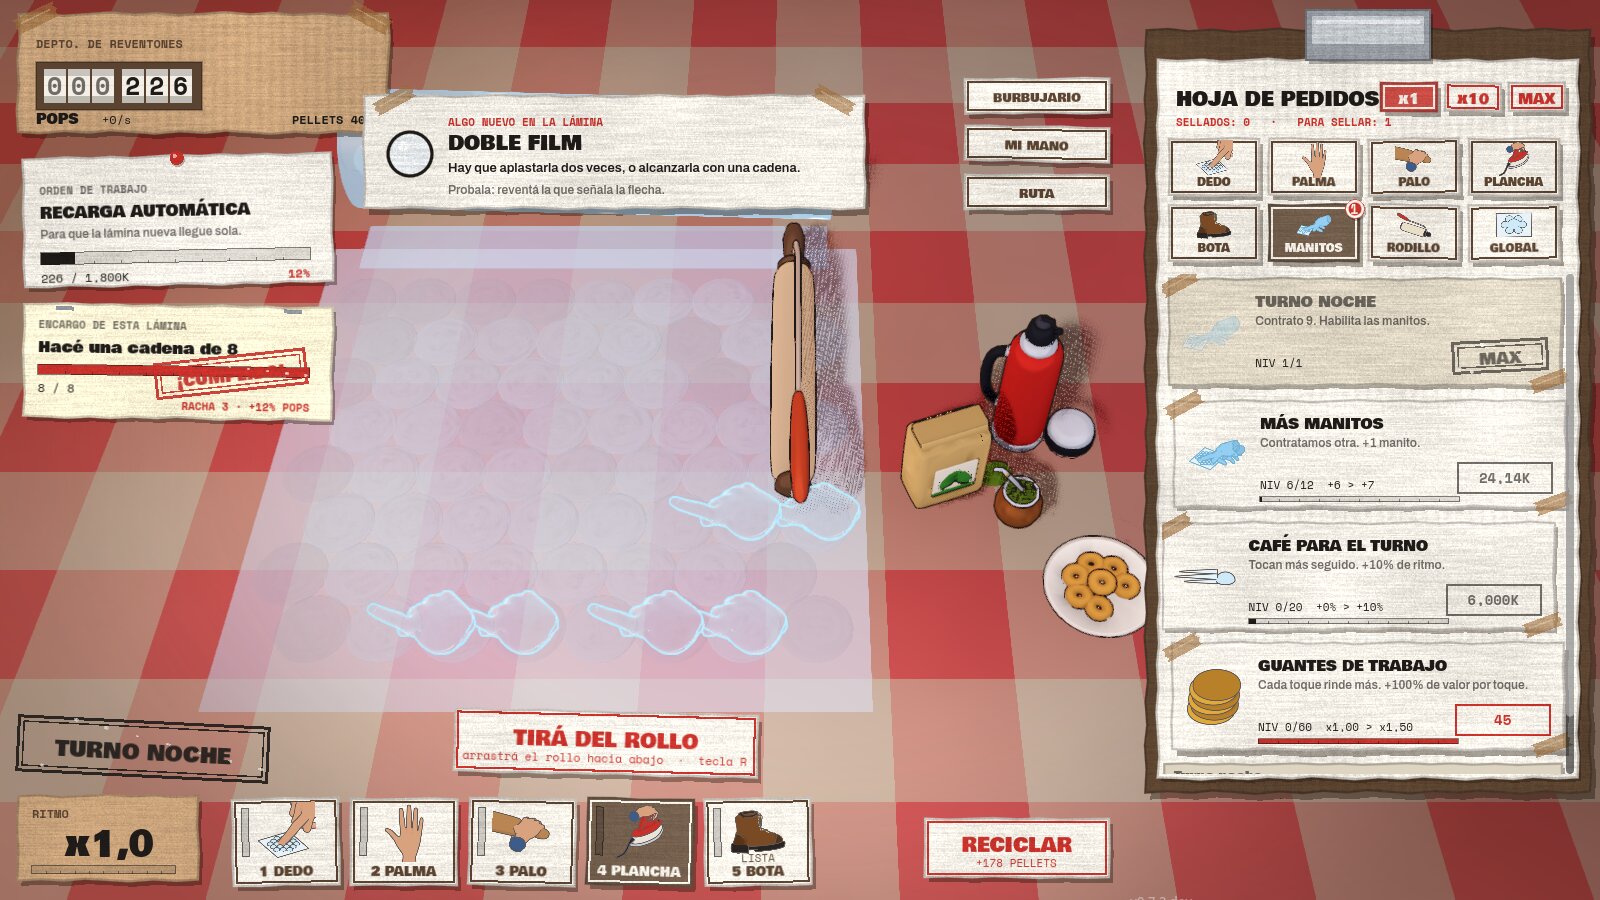 DEPTO. DE REVENTONES
000226
POPS +0/s PELLETS 40
ORDEN DE TRABAJO
RECARGA AUTOMÁTICA
Para que la lámina nueva llegue sola.
226 / 1,800K 12%
ENCARGO DE ESTA LÁMINA
Hacé una cadena de 8
8 / 8
RACHA 3 · +12% POPS
ALGO NUEVO EN LA LÁMINA
DOBLE FILM
Hay que aplastarla dos veces, o alcanzarla con una cadena.
Probala: reventá la que señala la flecha.
BURBUJARIO
MI MANO
RUTA
HOJA DE PEDIDOS x1 x10 MAX
SELLADOS: 0 · PARA SELLAR: 1
DEDO PALMA PALO PLANCHA
1
BOTA MANITOS RODILLO GLOBAL
TURNO NOCHE
Contrato 9. Habilita las manitos.
NIV 1/1 MAX
MÁS MANITOS
Contratamos otra. +1 manito.
NIV 6/12 +6 > +7 24,14K
CAFÉ PARA EL TURNO
Tocan más seguido. +10% de ritmo.
NIV 0/20 +0% > +10% 6,000K
GUANTES DE TRABAJO
Cada toque rinde más. +100% de valor por toque.
NIV 0/60 x1,00 > x1,50 45
TURNO NOCHE
TIRÁ DEL ROLLO
arrastrá el rollo hacia abajo · tecla R
RITMO
x1,0
1 DEDO
2 PALMA
3 PALO
4 PLANCHA
LISTA
5 BOTA
RECICLAR
+178 PELLETS